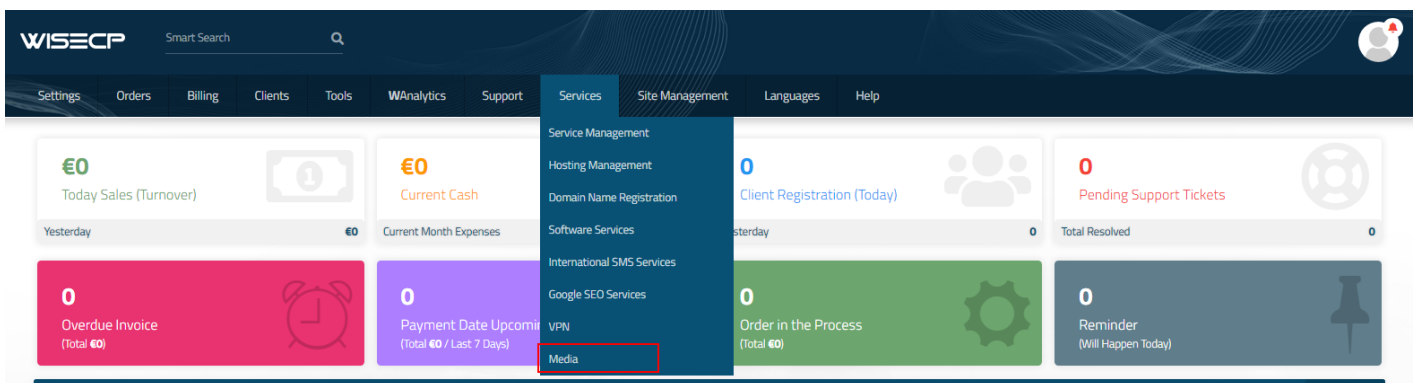 WISECP
Smart Search
Settings Orders Billing Clients Tools WAnalytics Support Services Site Management Languages Help
Service Management
Hosting Management
Domain Name Registration
Software Services
International SMS Services
Google SEO Services
VPN
Media
€0
Today Sales (Turnover)
Yesterday €0
€0
Current Cash
Current Month Expenses
0
Client Registration (Today)
sterday 0
0
Pending Support Tickets
Total Resolved 0
0
Overdue Invoice
(Total €0)
0
Payment Date Upcomi
(Total €0 / Last 7 Days)
0
Order in the Process
(Total €0)
0
Reminder
(Will Happen Today)